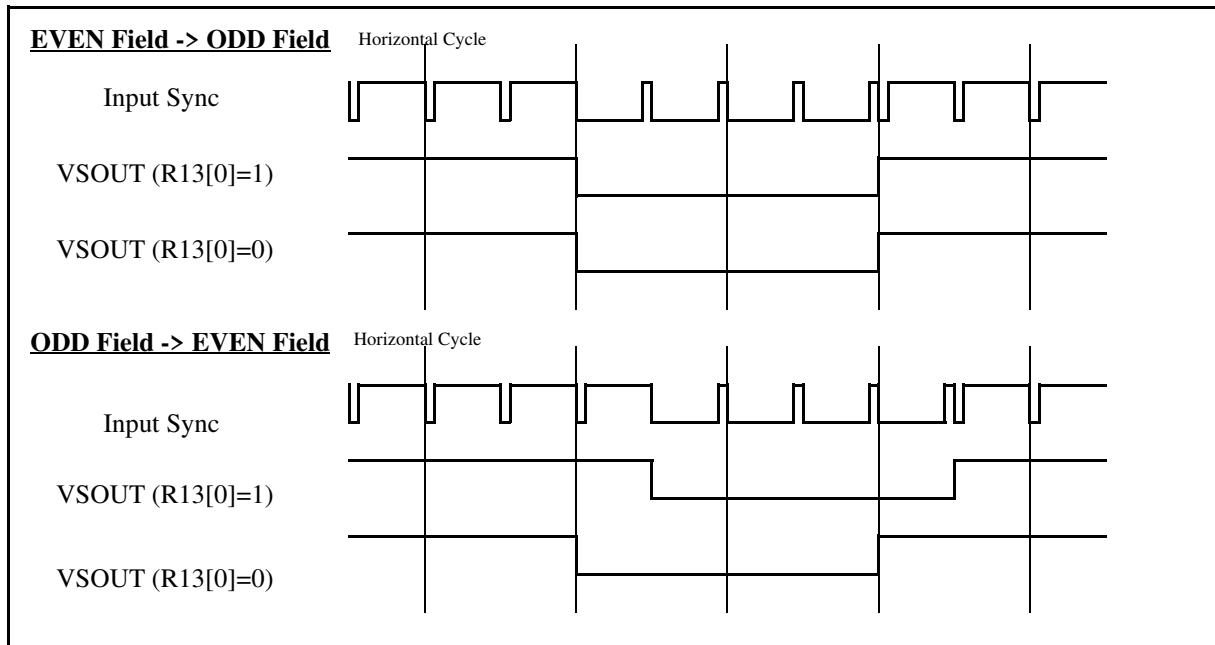 EVEN Field -> ODD Field
Horizontal Cycle
Input Sync
VSOUT (R13[0]=1)
VSOUT (R13[0]=0)
ODD Field -> EVEN Field
Horizontal Cycle
Input Sync
VSOUT (R13[0]=1)
VSOUT (R13[0]=0)